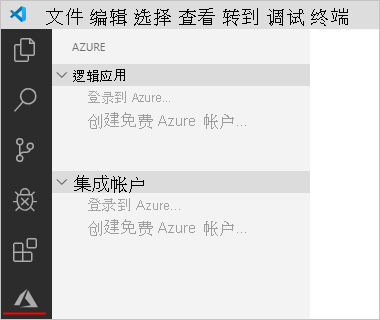 文件 编辑 选择 查看 转到 调试 终端
AZURE
逻辑应用
登录到 Azure...
创建免费 Azure 帐户...
集成帐户
登录到 Azure...
创建免费 Azure 帐户...